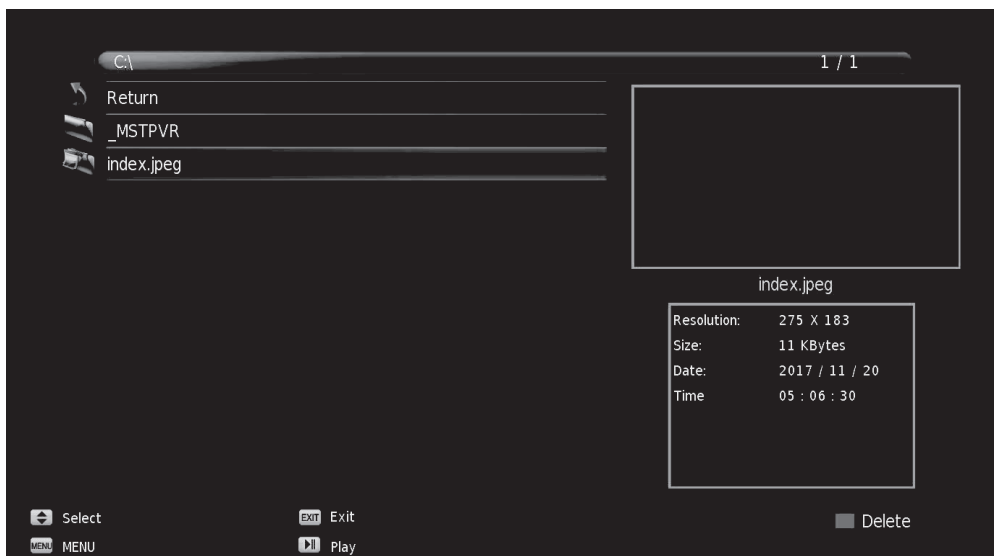 C:\ 1 / 1
Return
_MSTPVR
index.jpeg
index.jpeg
Resolution: 275 X 183
Size: 11 KBytes
Date: 2017 / 11 / 20
Time 05 : 06 : 30
Select EXIT Exit Delete
MENU MENU Play